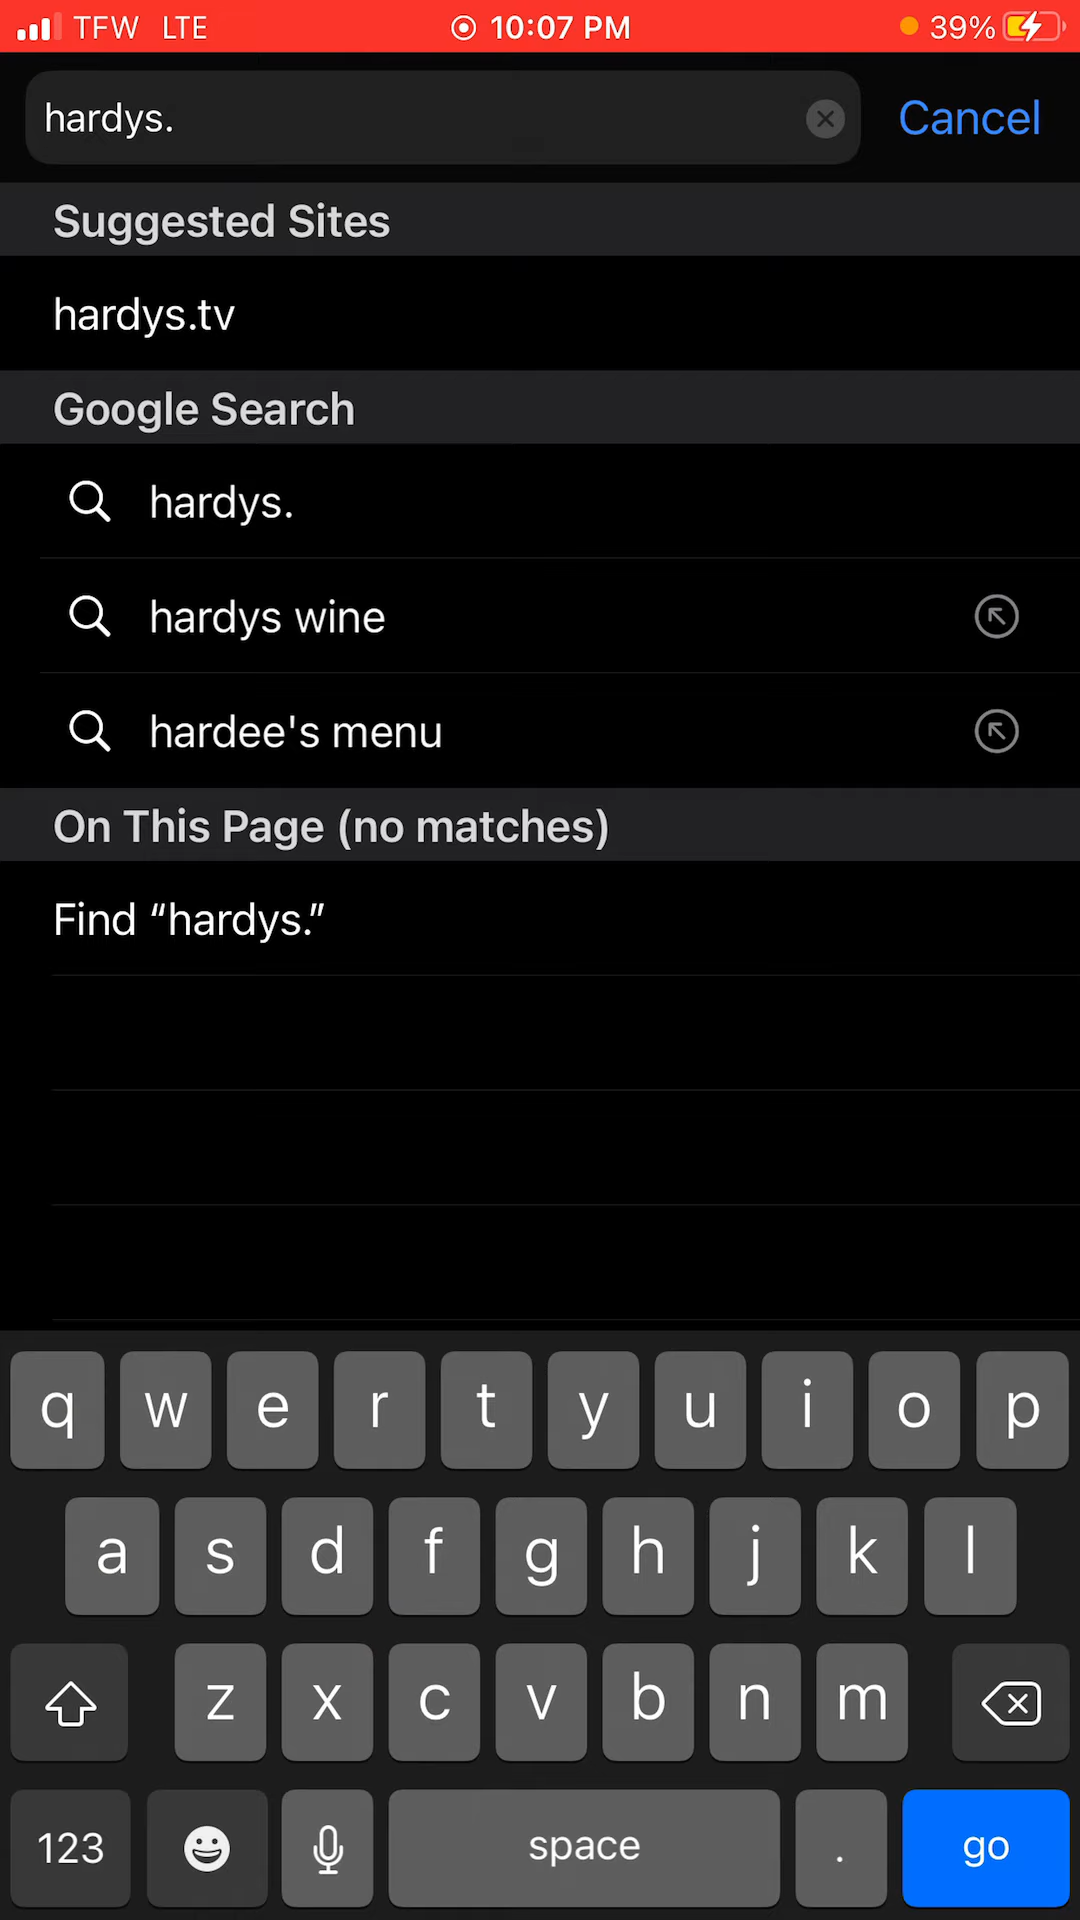 TFW LTE 10:07 PM 39%
hardys. Cancel
Suggested Sites
hardys.tv
Google Search
hardys.
hardys wine
hardee's menu
On This Page (no matches)
Find “hardys.”
q w e r t y u i o p
a s d f g h j k l
z x c v b n m
123 space . go